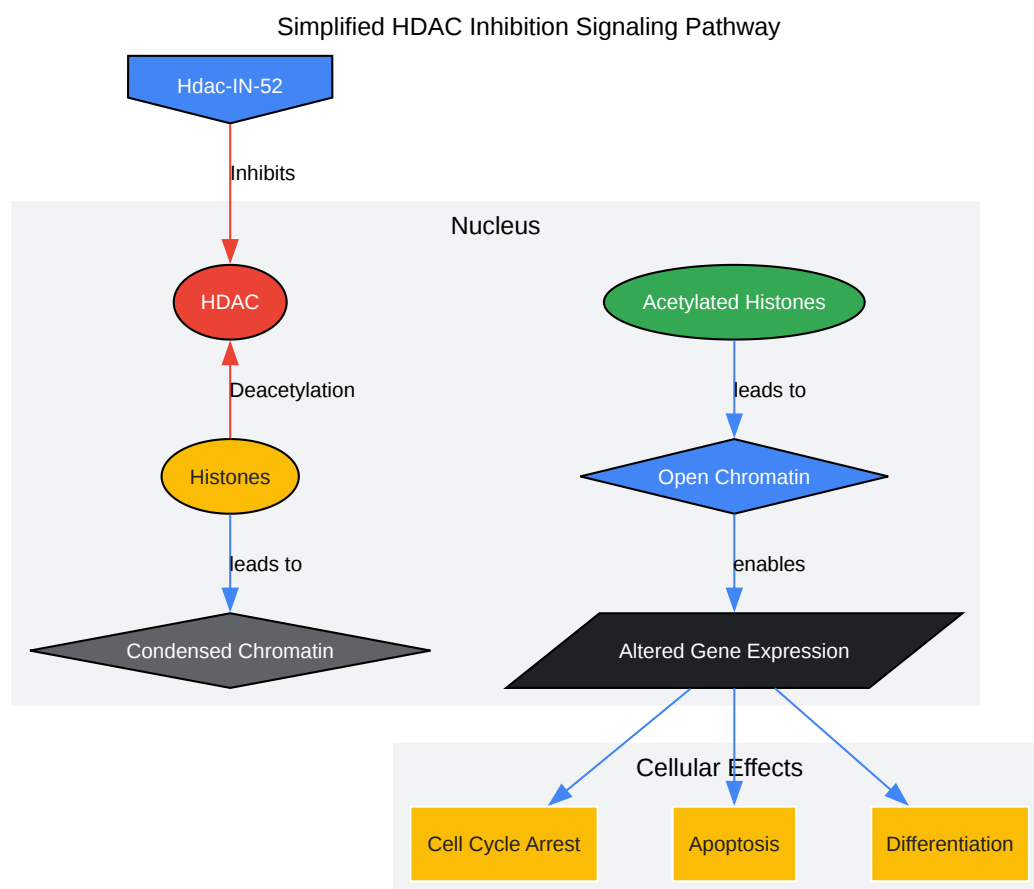 Simplified HDAC Inhibition Signaling Pathway
Hdac-IN-52
Inhibits
Nucleus
HDAC
Acetylated Histones
Deacetylation
leads to
Histones
Open Chromatin
leads to
enables
Condensed Chromatin
Altered Gene Expression
Cellular Effects
Cell Cycle Arrest
Apoptosis
Differentiation